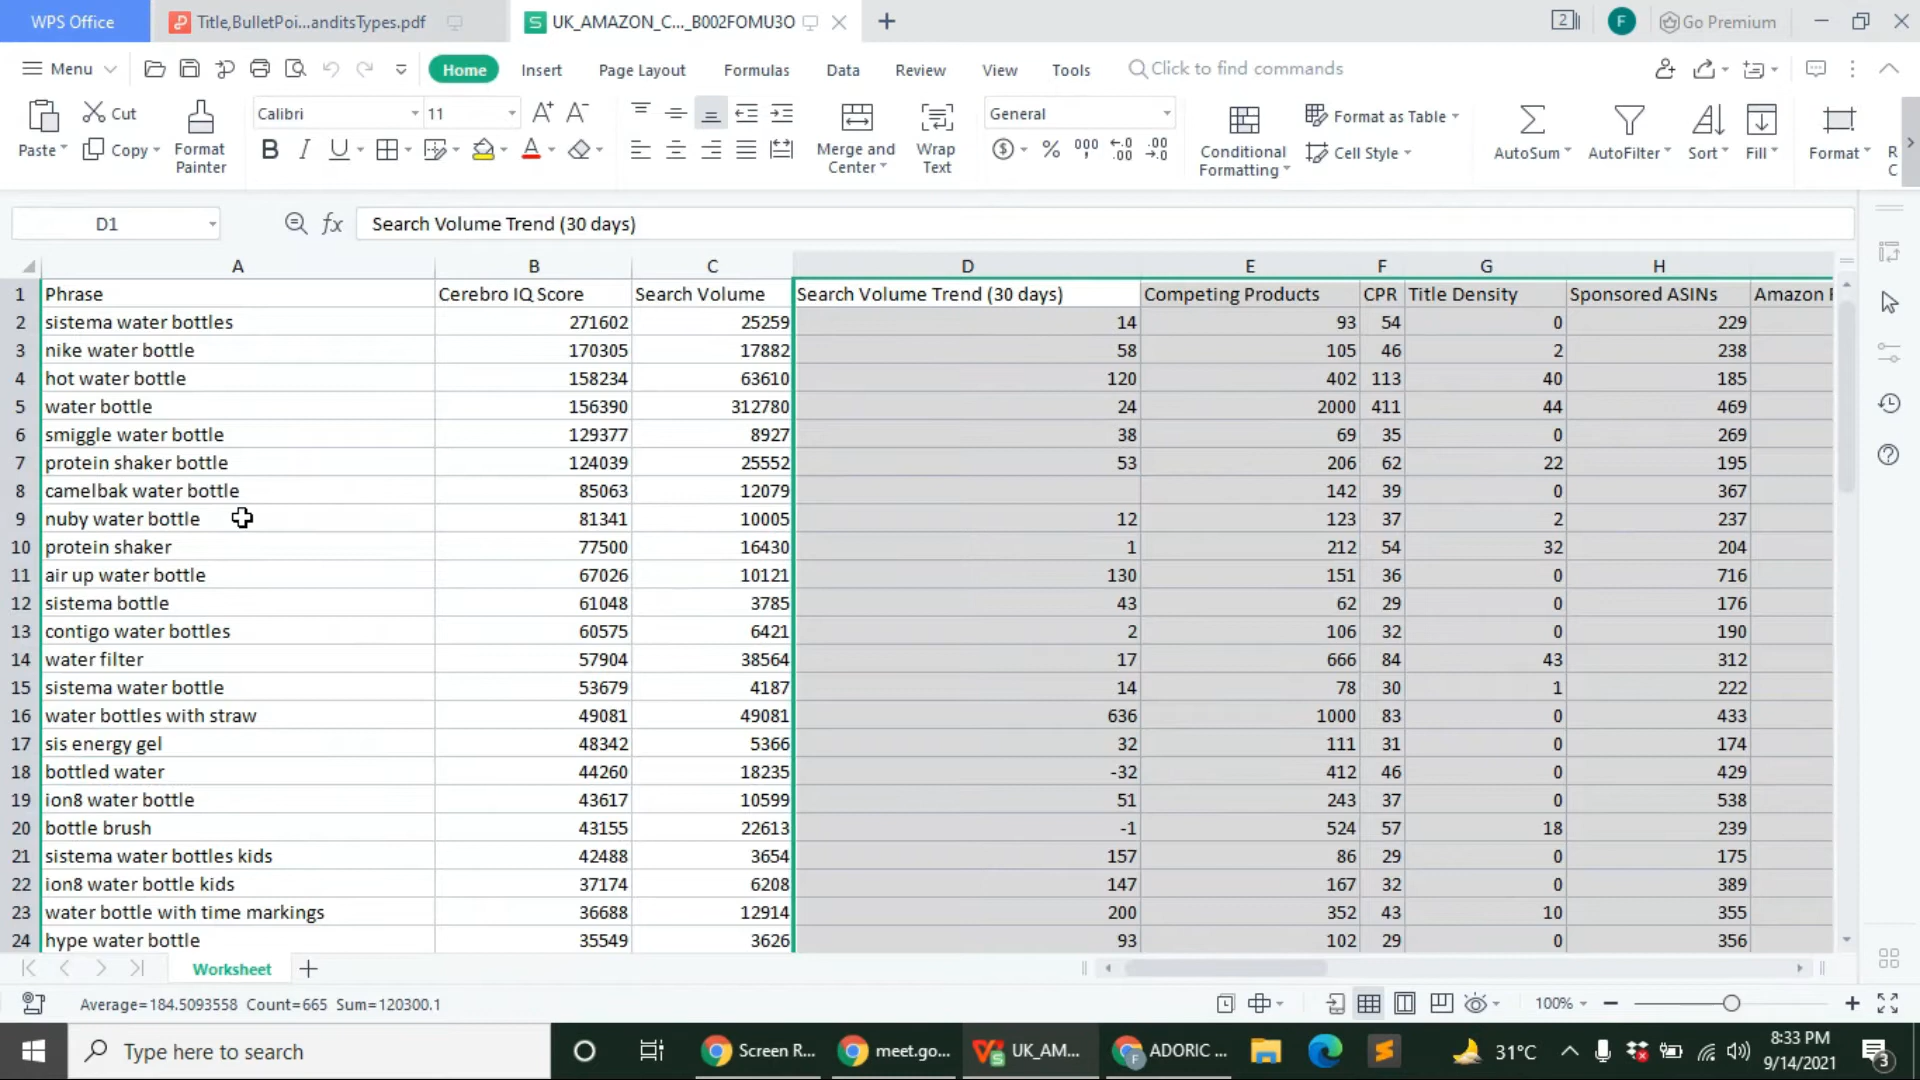 WPS Office
Title,BulletPoi...anditsTypes.pdf
UK_AMAZON_C..._B002FOMU3O
2
F
Go Premium
Menu
Home
Insert
Page Layout
Formulas
Data
Review
View
Tools
Click to find commands
Paste
Cut
Copy
Format Painter
Calibri
11
Merge and Center
Wrap Text
General
Conditional Formatting
Format as Table
Cell Style
AutoSum
AutoFilter
Sort
Fill
Format
R
C
D1
Search Volume Trend (30 days)
A B C D E F G H
1 Phrase Cerebro IQ Score Search Volume Search Volume Trend (30 days) Competing Products CPR Title Density Sponsored ASINs Amazon
2 sistema water bottles 271602 25259 14 93 54 0 229
3 nike water bottle 170305 17882 58 105 46 2 238
4 hot water bottle 158234 63610 120 402 113 40 185
5 water bottle 156390 312780 24 2000 411 44 469
6 smiggle water bottle 129377 8927 38 69 35 0 269
7 protein shaker bottle 124039 25552 53 206 62 22 195
8 camelbak water bottle 85063 12079 142 39 0 367
9 nuby water bottle 81341 10005 12 123 37 2 237
10 protein shaker 77500 16430 1 212 54 32 204
11 air up water bottle 67026 10121 130 151 36 0 716
12 sistema bottle 61048 3785 43 62 29 0 176
13 contigo water bottles 60575 6421 2 106 32 0 190
14 water filter 57904 38564 17 666 84 43 312
15 sistema water bottle 53679 4187 14 78 30 1 222
16 water bottles with straw 49081 49081 636 1000 83 0 433
17 sis energy gel 48342 5366 32 111 31 0 174
18 bottled water 44260 18235 -32 412 46 0 429
19 ion8 water bottle 43617 10599 51 243 37 0 538
20 bottle brush 43155 22613 -1 524 57 18 239
21 sistema water bottles kids 42488 3654 157 86 29 0 175
22 ion8 water bottle kids 37174 6208 147 167 32 0 389
23 water bottle with time markings 36688 12914 200 352 43 10 355
24 hype water bottle 35549 3626 93 102 29 0 356
Worksheet
Average=184.5093558 Count=665 Sum=120300.1
100%
Type here to search
Screen R...
meet.go...
UK_AM...
ADORIC ...
31°C
8:33 PM
9/14/2021
3